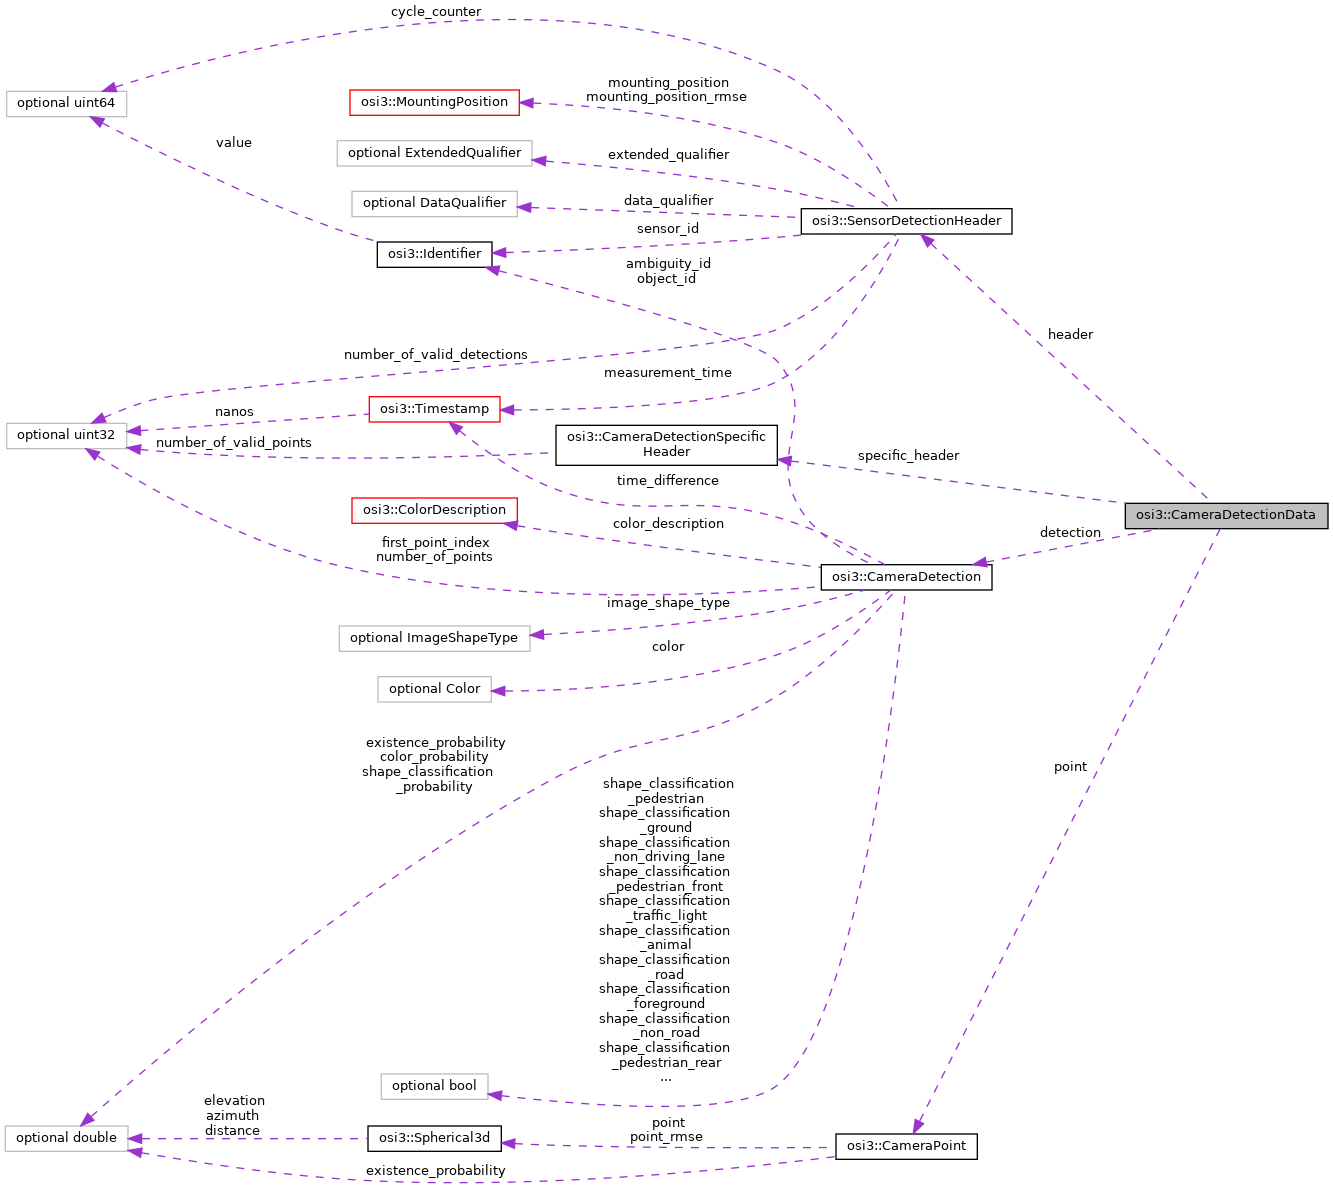 cycle_counter
mounting_position
mounting_position_rmse
optional uint64
osi3::MountingPosition
value
optional ExtendedQualifier
extended_qualifier
optional DataQualifier
data_qualifier
osi3::SensorDetectionHeader
sensor_id
osi3::Identifier
ambiguity_id
object_id
header
number_of_valid_detections
measurement_time
osi3::Timestamp
nanos
optional uint32
number_of_valid_points
osi3::CameraDetectionSpecific
Header
specific_header
time_difference
osi3::ColorDescription
color_description
osi3::CameraDetectionData
detection
first_point_index
number_of_points
osi3::CameraDetection
image_shape_type
optional ImageShapeType
color
optional Color
existence_probability
color_probability
shape_classification
_probability
point
shape_classification
_pedestrian
shape_classification
_ground
shape_classification
_non_driving_lane
shape_classification
_pedestrian_front
shape_classification
_traffic_light
shape_classification
_animal
shape_classification
_road
shape_classification
_foreground
shape_classification
_non_road
shape_classification
_pedestrian_rear
...
optional bool
elevation
azimuth
distance
optional double
osi3::Spherical3d
point
point_rmse
osi3::CameraPoint
existence_probability